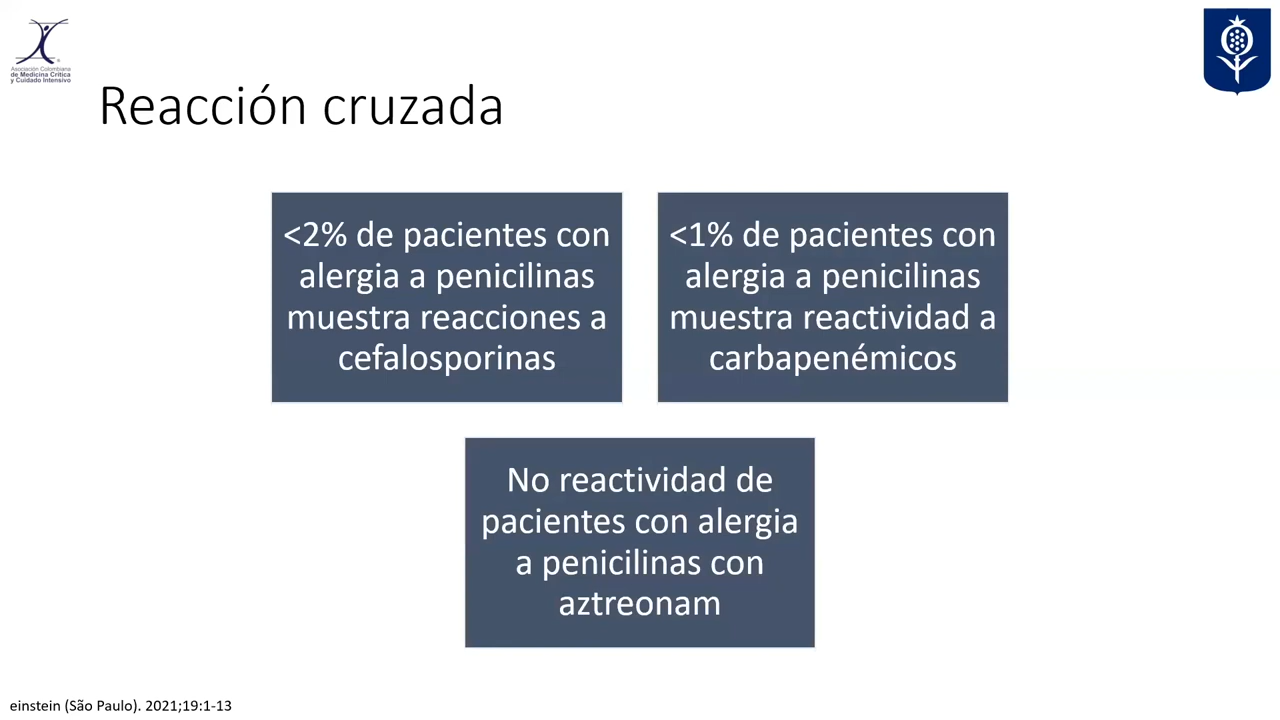 Asociación Colombiana
de Medicina Crítica
y Cuidado Intensivo
Reacción cruzada
<2% de pacientes con
alergia a penicilinas
muestra reacciones a
cefalosporinas
<1% de pacientes con
alergia a penicilinas
muestra reactividad a
carbapenémicos
No reactividad de
pacientes con alergia
a penicilinas con
aztreonam
einstein (São Paulo). 2021;19:1-13